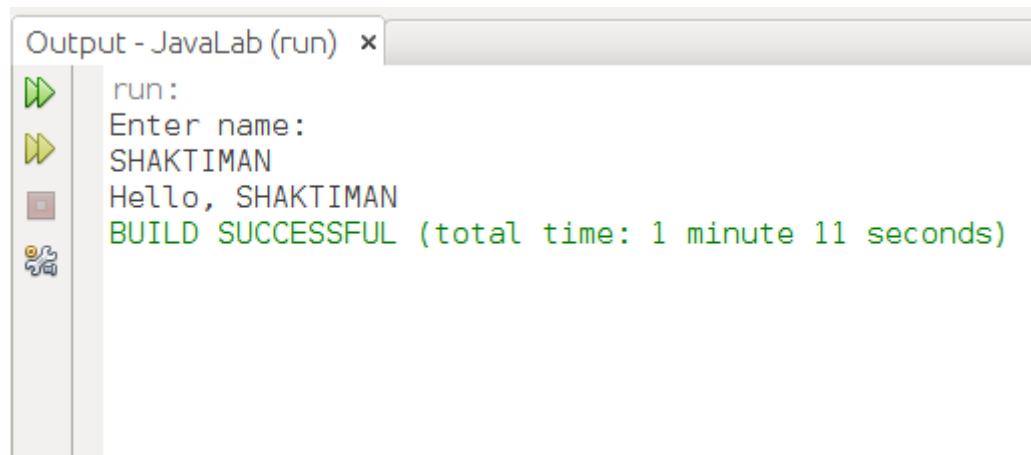 Output - JavaLab (run) ×
run:
Enter name:
SHAKTIMAN
Hello, SHAKTIMAN
BUILD SUCCESSFUL (total time: 1 minute 11 seconds)